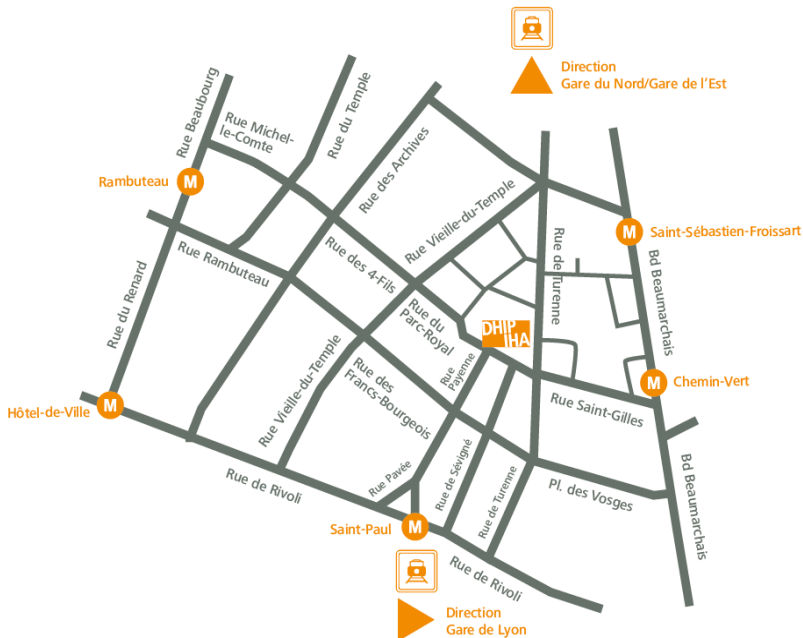 Direction
Gare du Nord/Gare de l'Est
Rue Beaubourg
Rue Michel-
le-Comte
Rue du Temple
Rue des Archives
Rambuteau
M
Rue Vieille-du-Temple
M
Saint-Sébastien-Froissart
Rue Rambuteau
Rue des 4-Fils
Rue de Turenne
Bd Beaumarchais
Rue du Renard
Rue du
Parc-Royal
DHIP
IHA
Rue
Payenne
M
Chemin-Vert
Hôtel-de-Ville
M
Rue Vieille-du-Temple
Rue des
Francs-Bourgeois
Rue Saint-Gilles
Rue de Rivoli
Rue Pavée
Rue de Sévigné
Rue de Turenne
Pl. des Vosges
Bd Beaumarchais
Saint-Paul
M
Rue de Rivoli
Direction
Gare de Lyon